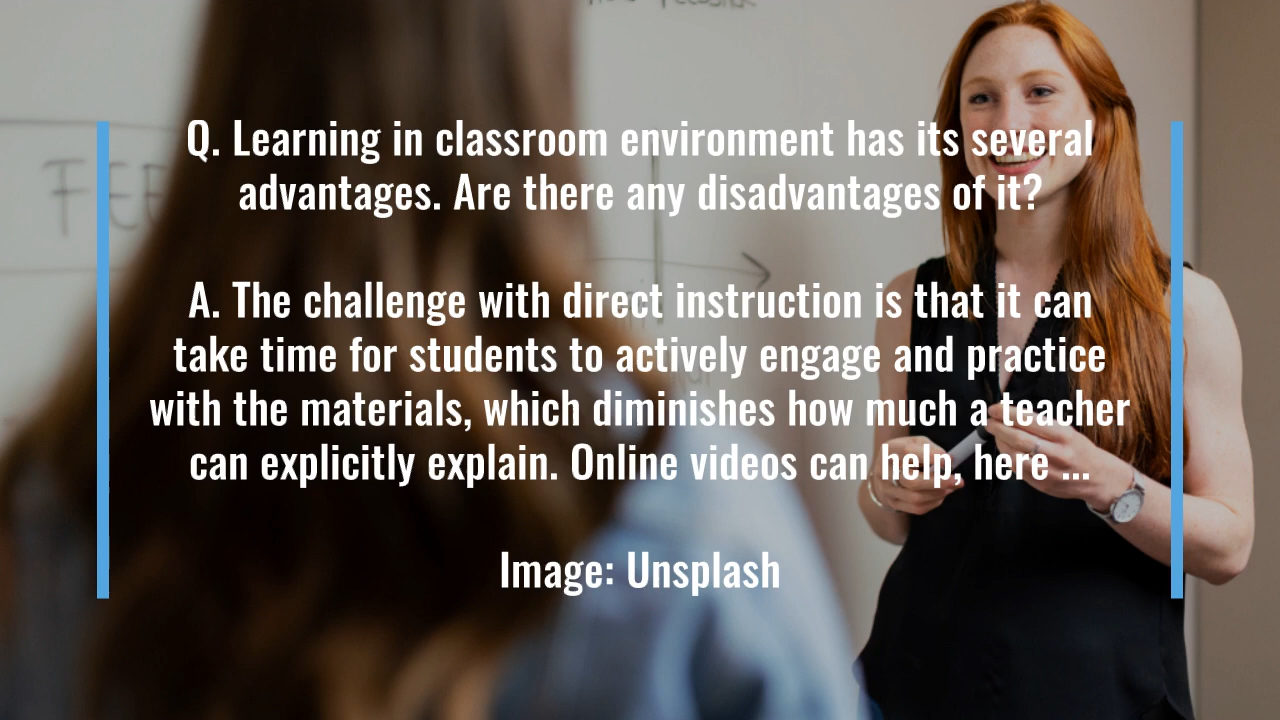 Q. Learning in classroom environment has its several
advantages. Are there any disadvantages of it?
A. The challenge with direct instruction is that it can
take time for students to actively engage and practice
with the materials, which diminishes how much a teacher
can explicitly explain. Online videos can help, here ...
Image: Unsplash